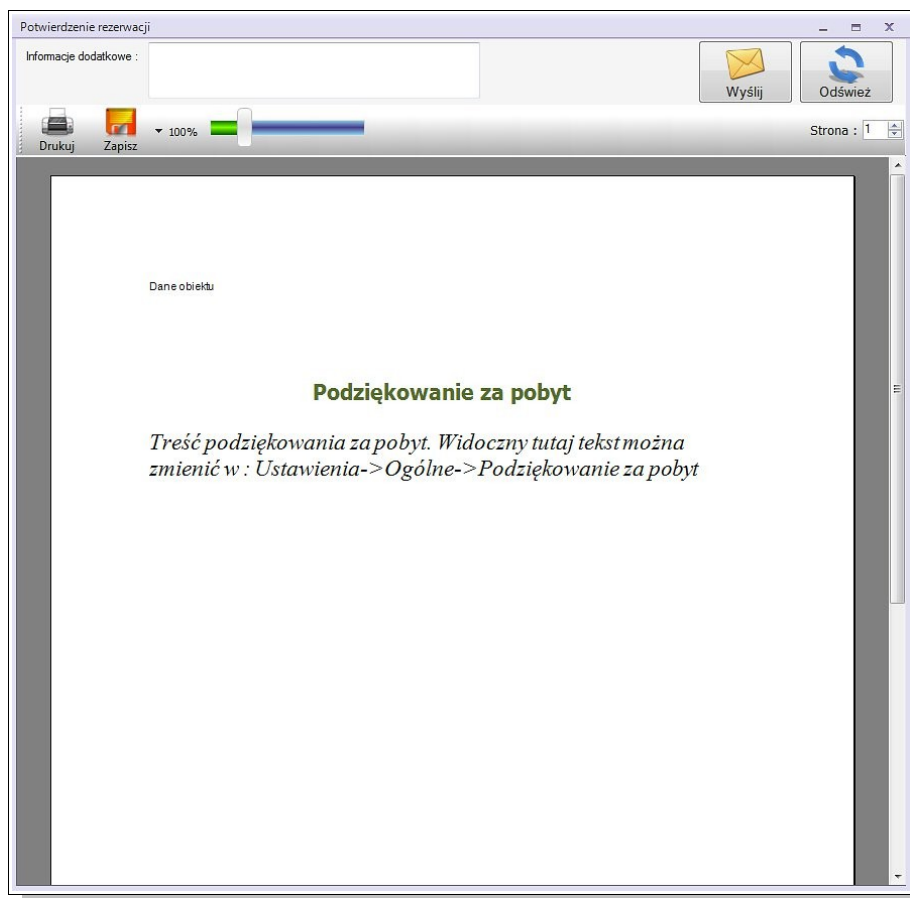 Potwierdzenie rezerwacji
Informacje dodatkowe :
Wyślij
Odśwież
Drukuj
Zapisz
100%
Strona : 1
Dane obiektu
Podziękowanie za pobyt
Treść podziękowania za pobyt. Widoczny tutaj tekst można
zmienić w : Ustawienia->Ogólne->Podziękowanie za pobyt